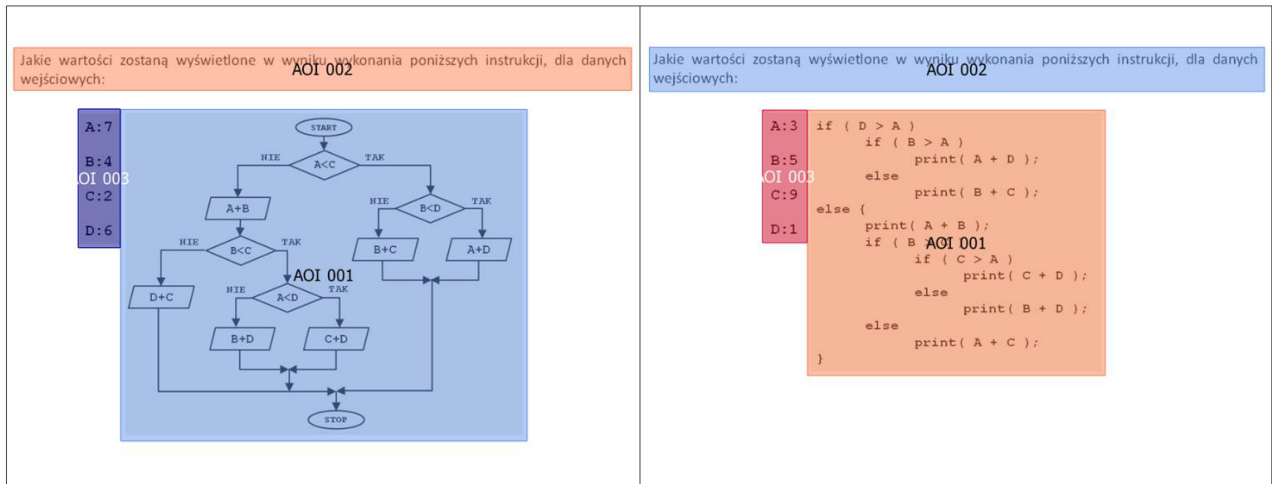 Jakie wartości zostaną wyświetlone w wyniku wykonania poniższych instrukcji, dla danych
wejściowych:
AOI 002
A:7
B:4
AOI 003
C:2
D:6
START
NIE
A<C
TAK
A+B
NIE
B<D
TAK
NIE
B<C
TAK
B+C
A+D
AOI 001
D+C
NIE
A<D
TAK
B+D
C+D
STOP
Jakie wartości zostaną wyświetlone w wyniku wykonania poniższych instrukcji, dla danych
wejściowych:
AOI 002
A:3
B:5
AOI 003
C:9
D:1
if ( D > A )
if ( B > A )
print( A + D );
else
print( B + C );
else {
print( A + B );
if ( B
AOI 001
if ( C > A )
print( C + D );
else
print( B + D );
else
print( A + C );
}